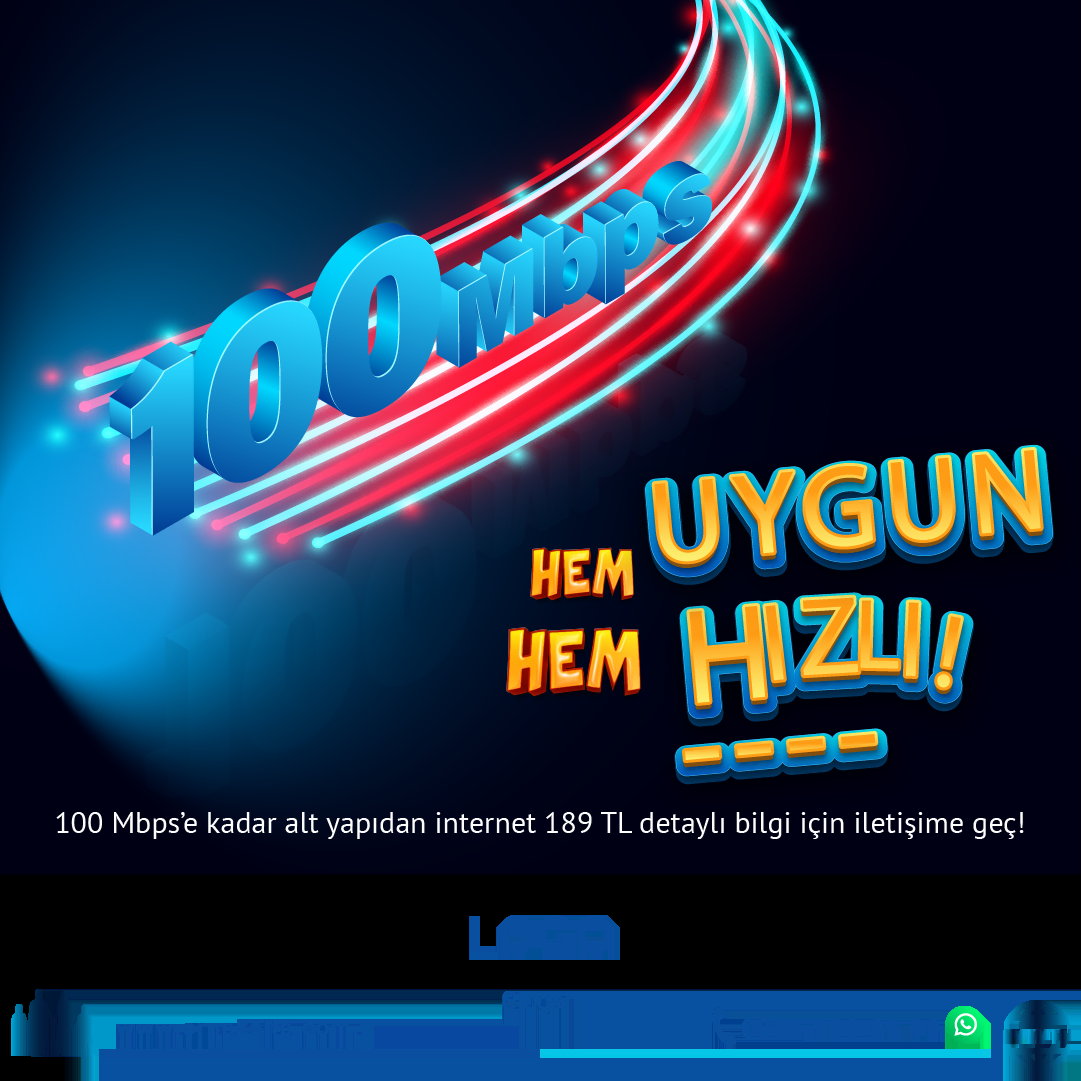 100 Mbps
HEM UYGUN
HEM HIZLI!
100 Mbps’e kadar alt yapıdan internet 189 TL detaylı bilgi için iletişime geç!